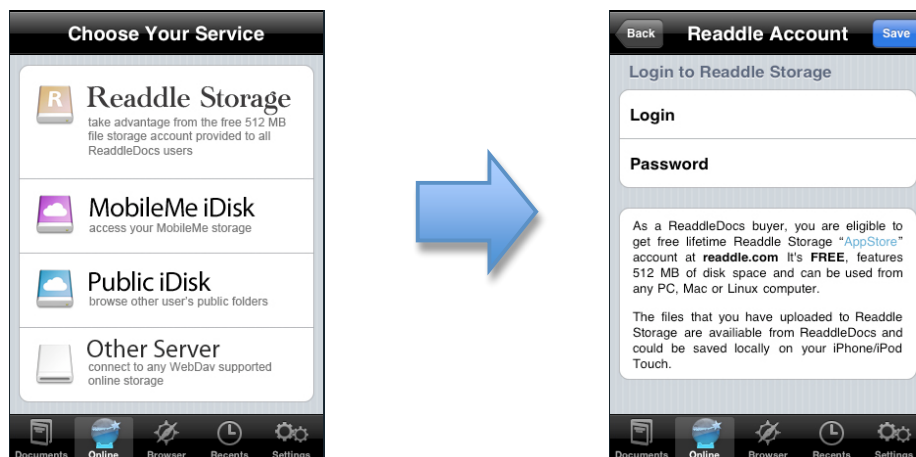 Choose Your Service
R
Readdle Storage
take advantage from the free 512 MB
file storage account provided to all
ReaddleDocs users
MobileMe iDisk
access your MobileMe storage
Public iDisk
browse other user's public folders
Other Server
connect to any WebDav supported
online storage
Documents Online Browser Recents Settings
Back Readdle Account Save
Login to Readdle Storage
Login
Password
As a ReaddleDocs buyer, you are eligible to
get free lifetime Readdle Storage “AppStore”
account at readdle.com It's FREE, features
512 MB of disk space and can be used from
any PC, Mac or Linux computer.
The files that you have uploaded to Readdle
Storage are availiable from ReaddleDocs and
could be saved locally on your iPhone/iPod
Touch.
Documents Online Browser Recents Settings